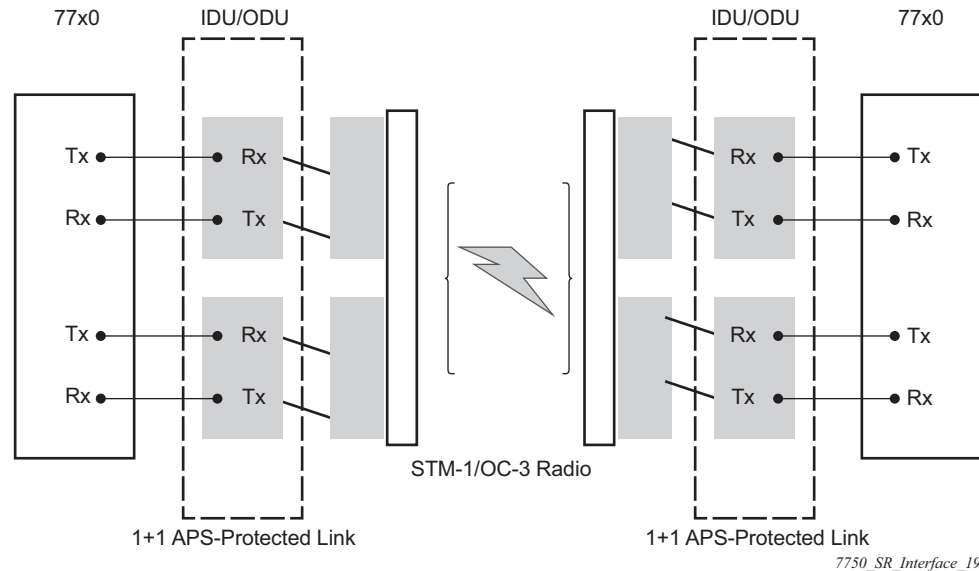 77x0 IDU/ODU IDU/ODU 77x0
Tx Rx Rx Tx
Rx Tx Tx Rx
Tx Rx Rx Tx
Rx Tx Tx Rx
STM-1/OC-3 Radio
1+1 APS-Protected Link 1+1 APS-Protected Link
7750_SR_Interface_19